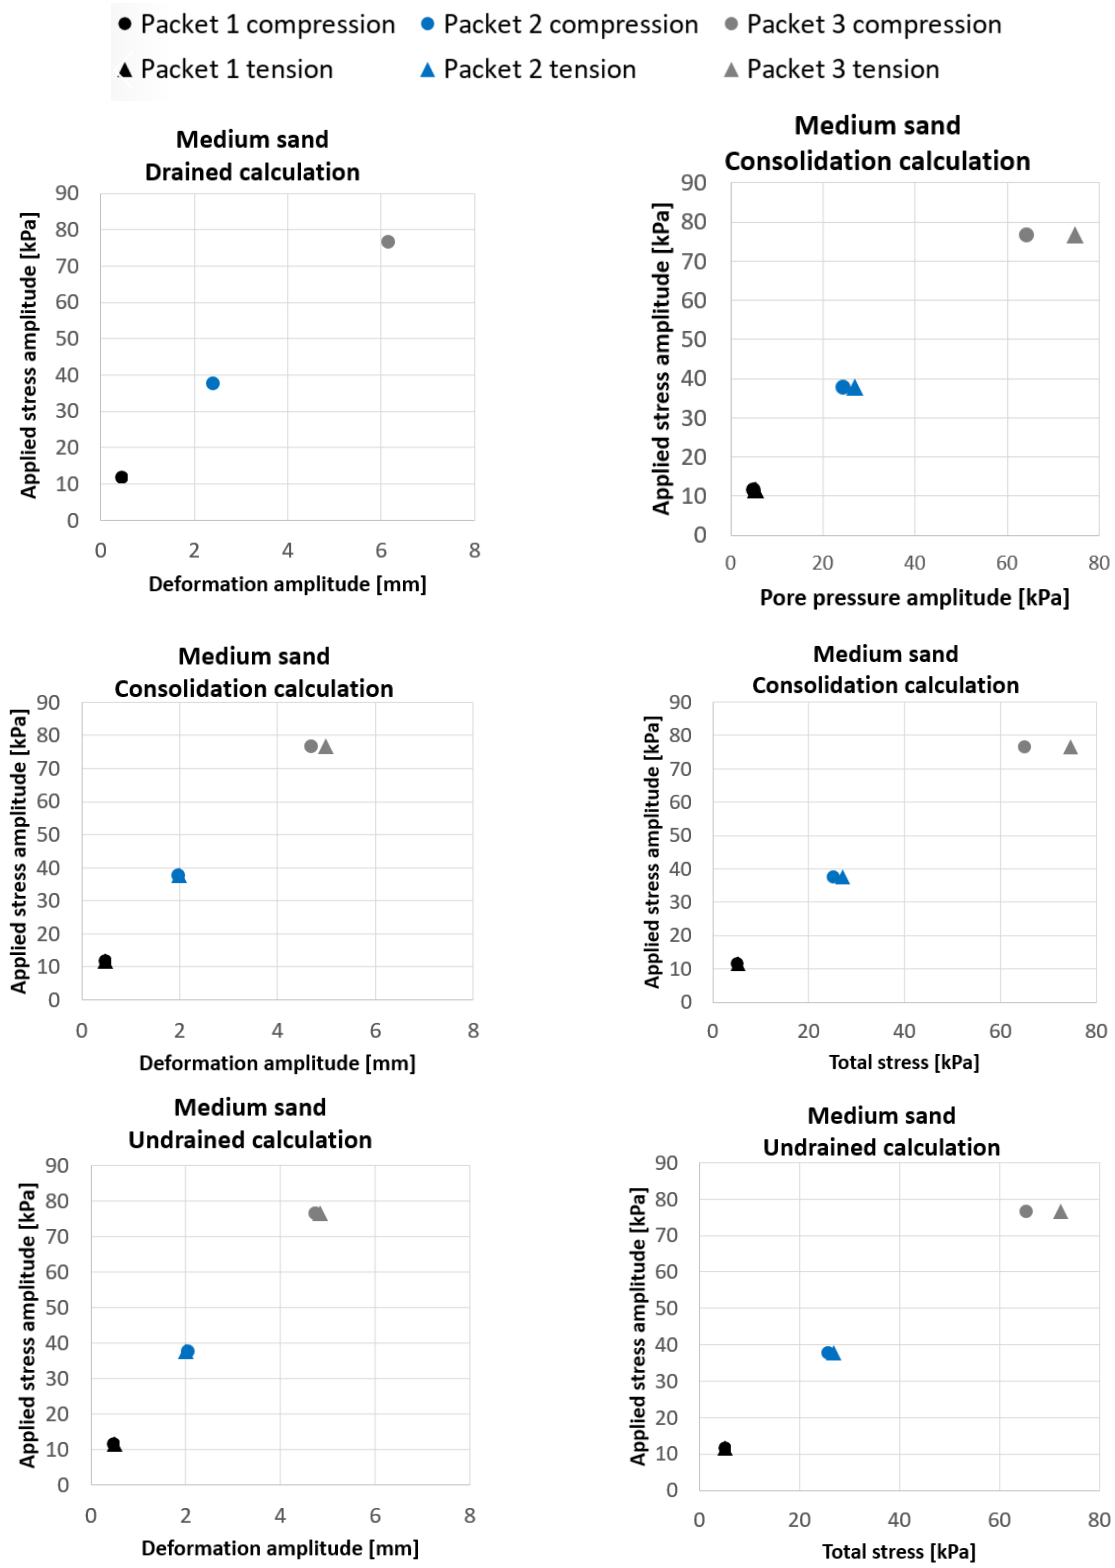 Packet 1 compression Packet 2 compression Packet 3 compression
Packet 1 tension Packet 2 tension Packet 3 tension
Medium sand
Drained calculation
Applied stress amplitude [kPa]
90
80
70
60
50
40
30
20
10
0
0 2 4 6 8
Deformation amplitude [mm]
Medium sand
Consolidation calculation
Applied stress amplitude [kPa]
90
80
70
60
50
40
30
20
10
0
0 20 40 60 80
Pore pressure amplitude [kPa]
Medium sand
Consolidation calculation
Applied stress amplitude [kPa]
90
80
70
60
50
40
30
20
10
0
0 2 4 6 8
Deformation amplitude [mm]
Medium sand
Consolidation calculation
Applied stress amplitude [kPa]
90
80
70
60
50
40
30
20
10
0
0 20 40 60 80
Total stress [kPa]
Medium sand
Undrained calculation
Applied stress amplitude [kPa]
90
80
70
60
50
40
30
20
10
0
0 2 4 6 8
Deformation amplitude [mm]
Medium sand
Undrained calculation
Applied stress amplitude [kPa]
90
80
70
60
50
40
30
20
10
0
0 20 40 60 80
Total stress [kPa]